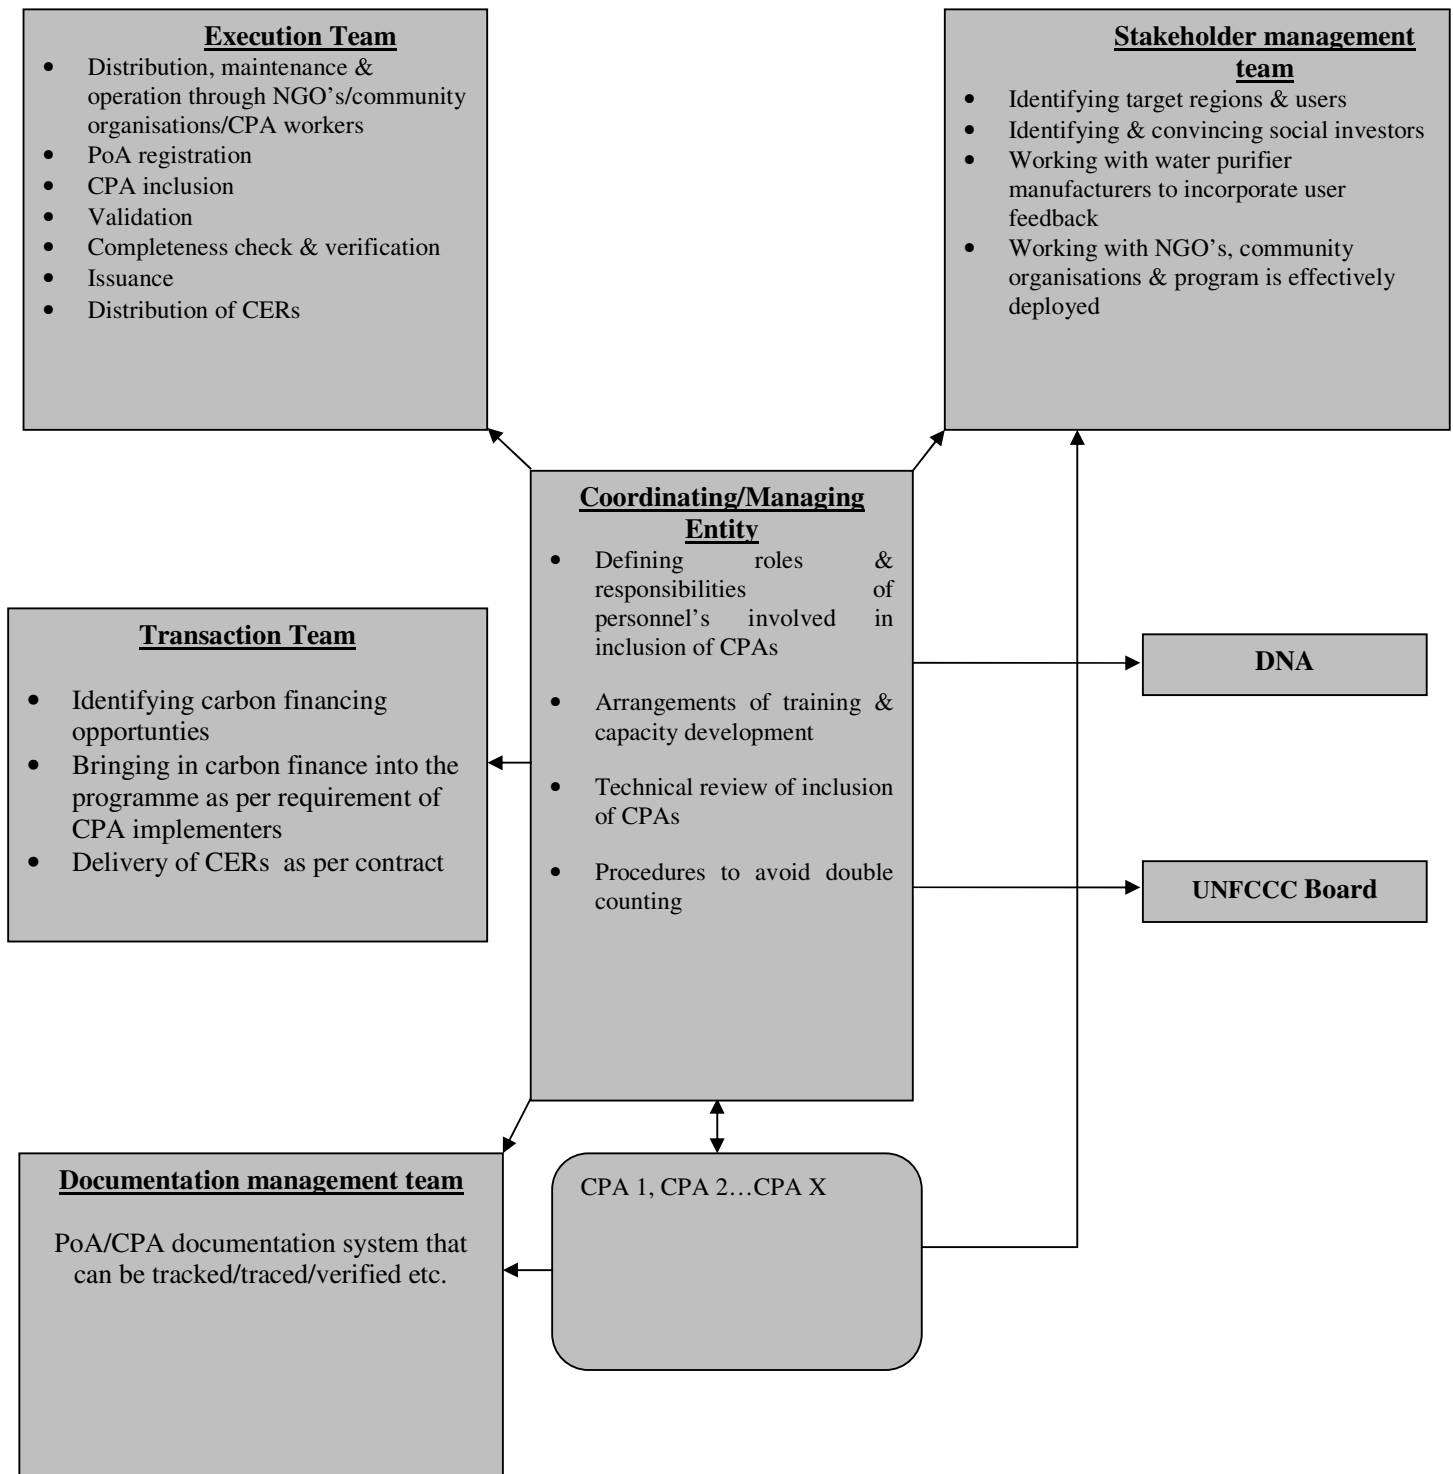 Execution Team
• Distribution, maintenance &
operation through NGO's/community
organisations/CPA workers
• PoA registration
• CPA inclusion
• Validation
• Completeness check & verification
• Issuance
• Distribution of CERs
Stakeholder management
team
• Identifying target regions & users
• Identifying & convincing social investors
• Working with water purifier
manufacturers to incorporate user
feedback
• Working with NGO's, community
organisations & program is effectively
deployed
Coordinating/Managing
Entity
• Defining roles &
responsibilities of
personnel's involved in
inclusion of CPAs
• Arrangements of training &
capacity development
• Technical review of inclusion
of CPAs
• Procedures to avoid double
counting
Transaction Team
• Identifying carbon financing
opportunties
• Bringing in carbon finance into the
programme as per requirement of
CPA implementers
• Delivery of CERs as per contract
DNA
UNFCCC Board
Documentation management team
PoA/CPA documentation system that
can be tracked/traced/verified etc.
CPA 1, CPA 2…CPA X